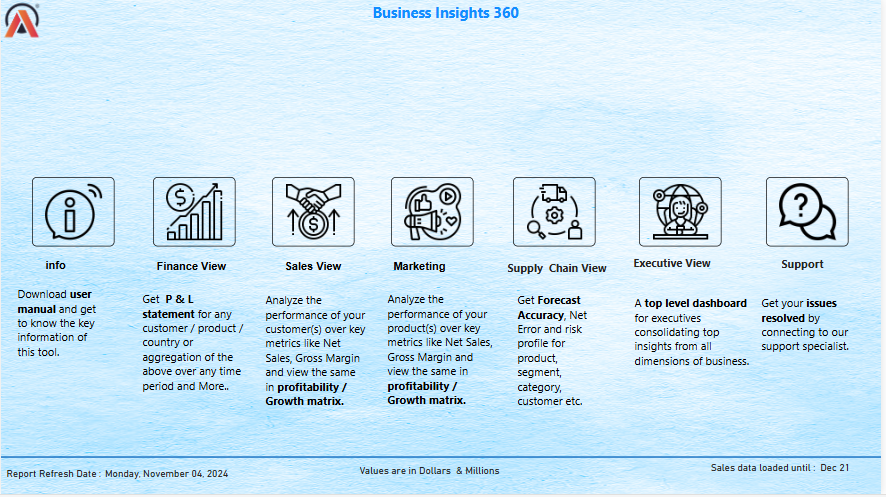 Business Insights 360
info
Download user
manual and get
to know the key
information of
this tool.
Finance View
Get P & L
statement for any
customer / product /
country or
aggregation of the
above over any time
period and More..
Sales View
Analyze the
performance of your
customer(s) over key
metrics like Net
Sales, Gross Margin
and view the same
in profitability /
Growth matrix.
Marketing
Analyze the
performance of your
product(s) over key
metrics like Net Sales,
Gross Margin and
view the same in
profitability /
Growth matrix.
Supply Chain View
Get Forecast
Accuracy, Net
Error and risk
profile for
product,
segment,
category,
customer etc.
Executive View
A top level dashboard
for executives
consolidating top
insights from all
dimensions of business.
Support
Get your issues
resolved by
connecting to our
support specialist.
Report Refresh Date : Monday, November 04, 2024
Values are in Dollars & Millions
Sales data loaded until : Dec 21